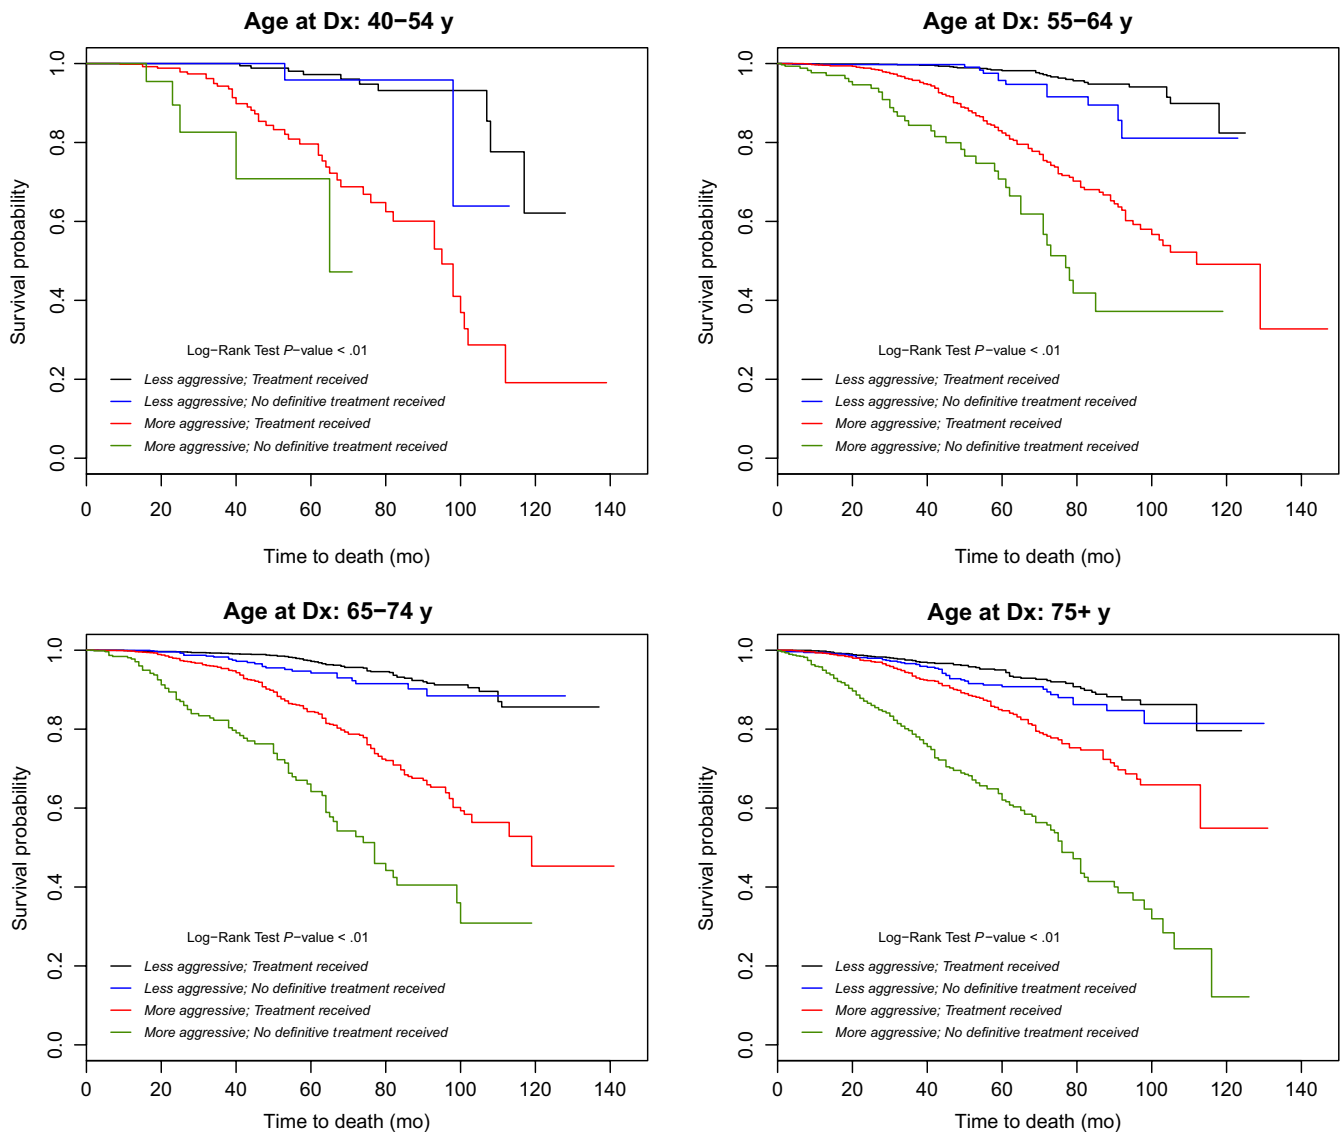 Age at Dx: 40−54 y
Survival probability
1.0
0.8
0.6
0.4
0.2
0.0
Log−Rank Test P−value < .01
Less aggressive; Treatment received
Less aggressive; No definitive treatment received
More aggressive; Treatment received
More aggressive; No definitive treatment received
0 20 40 60 80 100 120 140
Time to death (mo)
Age at Dx: 55−64 y
Survival probability
1.0
0.8
0.6
0.4
0.2
0.0
Log−Rank Test P−value < .01
Less aggressive; Treatment received
Less aggressive; No definitive treatment received
More aggressive; Treatment received
More aggressive; No definitive treatment received
0 20 40 60 80 100 120 140
Time to death (mo)
Age at Dx: 65−74 y
Survival probability
1.0
0.8
0.6
0.4
0.2
0.0
Log−Rank Test P−value < .01
Less aggressive; Treatment received
Less aggressive; No definitive treatment received
More aggressive; Treatment received
More aggressive; No definitive treatment received
0 20 40 60 80 100 120 140
Time to death (mo)
Age at Dx: 75+ y
Survival probability
1.0
0.8
0.6
0.4
0.2
0.0
Log−Rank Test P−value < .01
Less aggressive; Treatment received
Less aggressive; No definitive treatment received
More aggressive; Treatment received
More aggressive; No definitive treatment received
0 20 40 60 80 100 120 140
Time to death (mo)